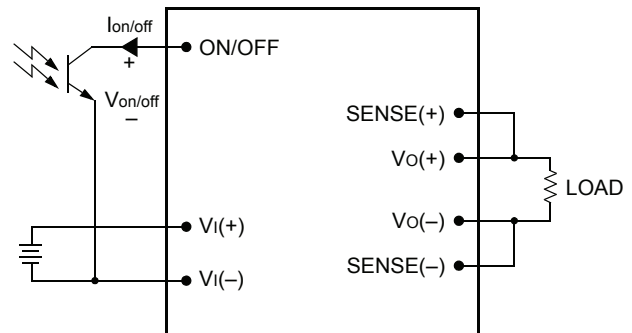 Ion/off
+
ON/OFF
Von/off
–
SENSE(+)
VO(+)
LOAD
VO(–)
VI(+)
SENSE(–)
VI(–)